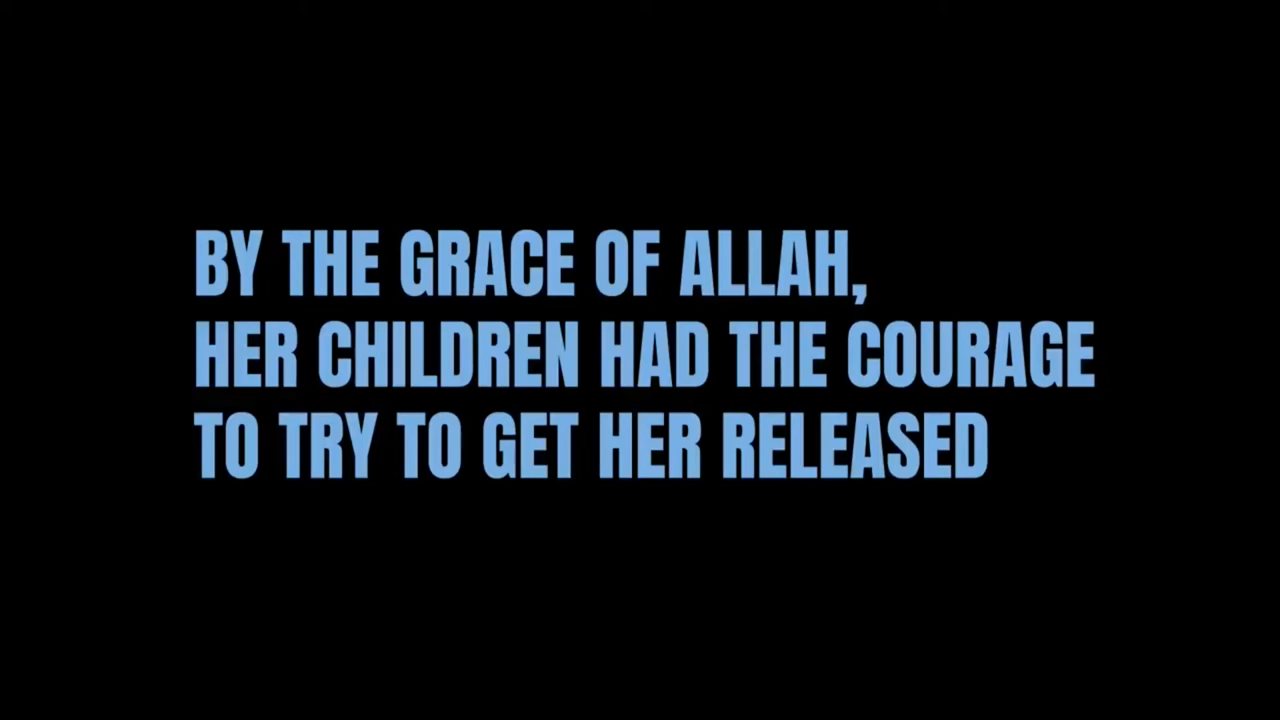 BY THE GRACE OF ALLAH,
HER CHILDREN HAD THE COURAGE
TO TRY TO GET HER RELEASED